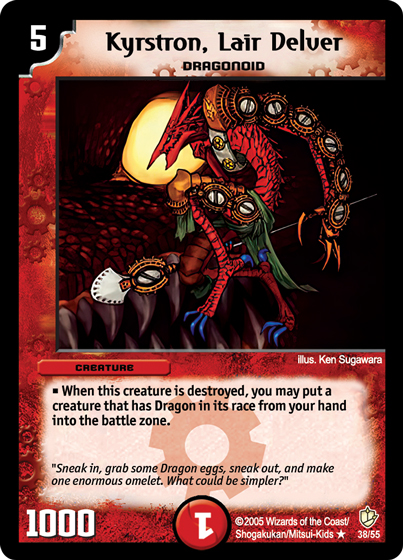 5
Kyrstron, Lair Delver
DRAGONOID
illus. Ken Sugawara
CREATURE
▪ When this creature is destroyed, you may put a
creature that has Dragon in its race from your hand
into the battle zone.
"Sneak in, grab some Dragon eggs, sneak out, and make
one enormous omelet. What could be simpler?"
1000
1
©2005 Wizards of the Coast/
Shogakukan/Mitsui-Kids ★ 38/55